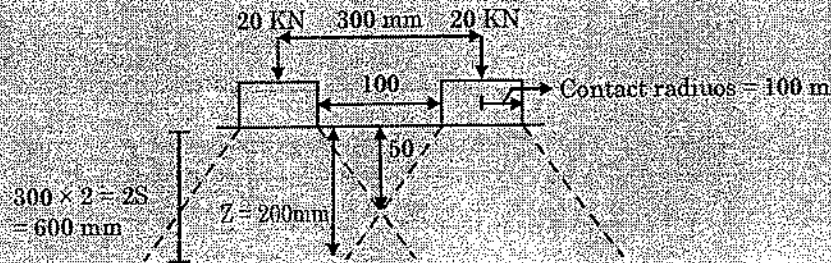 20 KN 300 mm 20 KN
100
Contact radiuos = 100 m
50
300 × 2 = 2S
= 600 mm
Z = 200mm